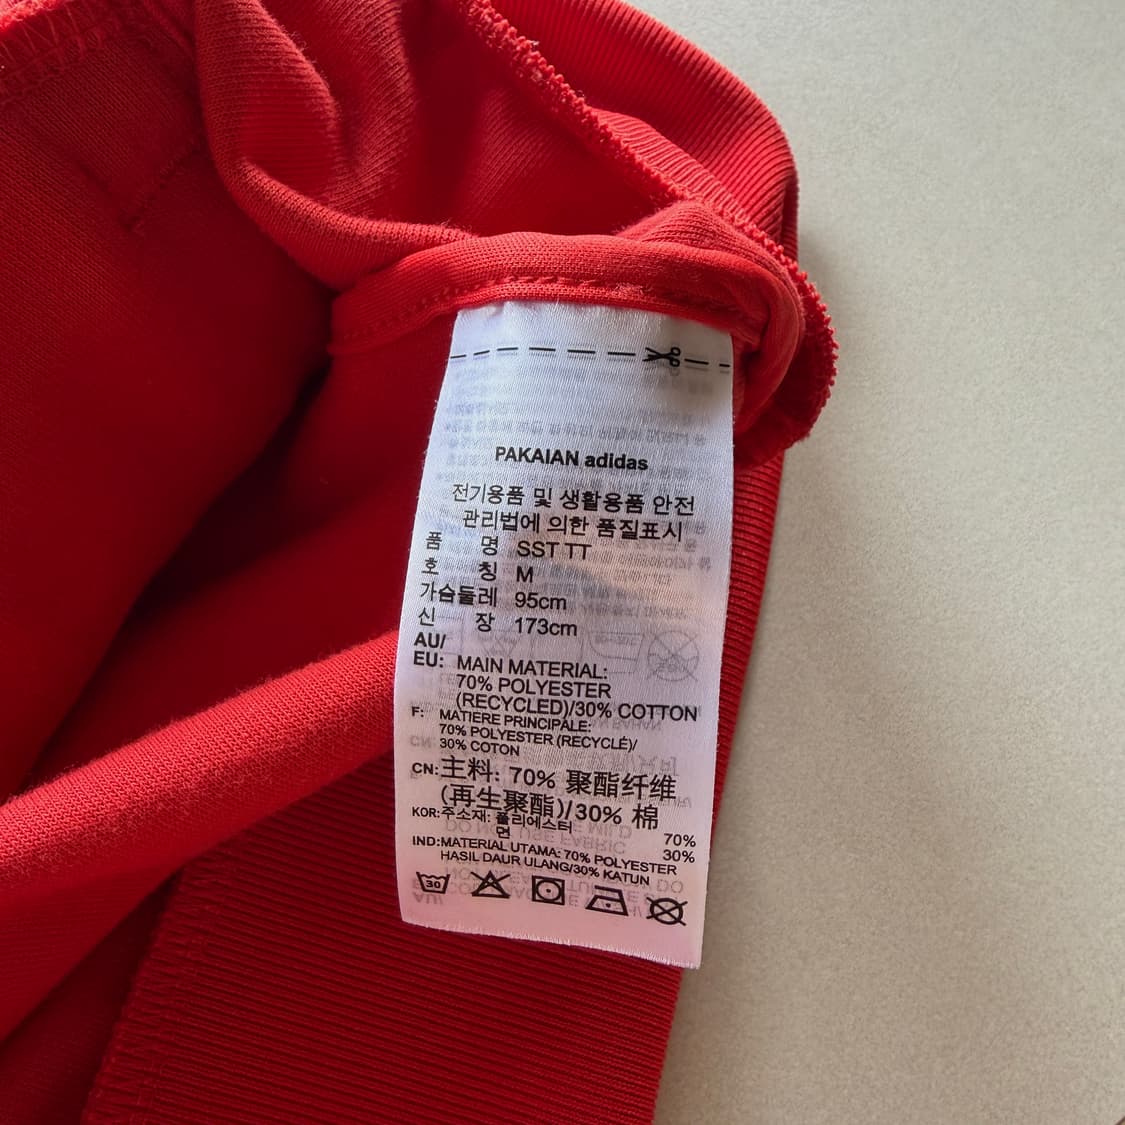 PAKAIAN adidas
전기용품 및 생활용품 안전
관리법에 의한 품질표시
품 명 SST TT
호 칭 M
가슴둘레 95cm
신 장 173cm
AU/
EU: MAIN MATERIAL:
70% POLYESTER
(RECYCLED)/30% COTTON
F: MATIERE PRINCIPALE:
70% POLYESTER (RECYCLÉ)/
30% COTON
CN:主料: 70% 聚酯纤维
(再生聚酯)/30% 棉
KOR:주소재: 폴리에스터 70%
면 30%
IND:MATERIAL UTAMA: 70% POLYESTER
HASIL DAUR ULANG/30% KATUN
30